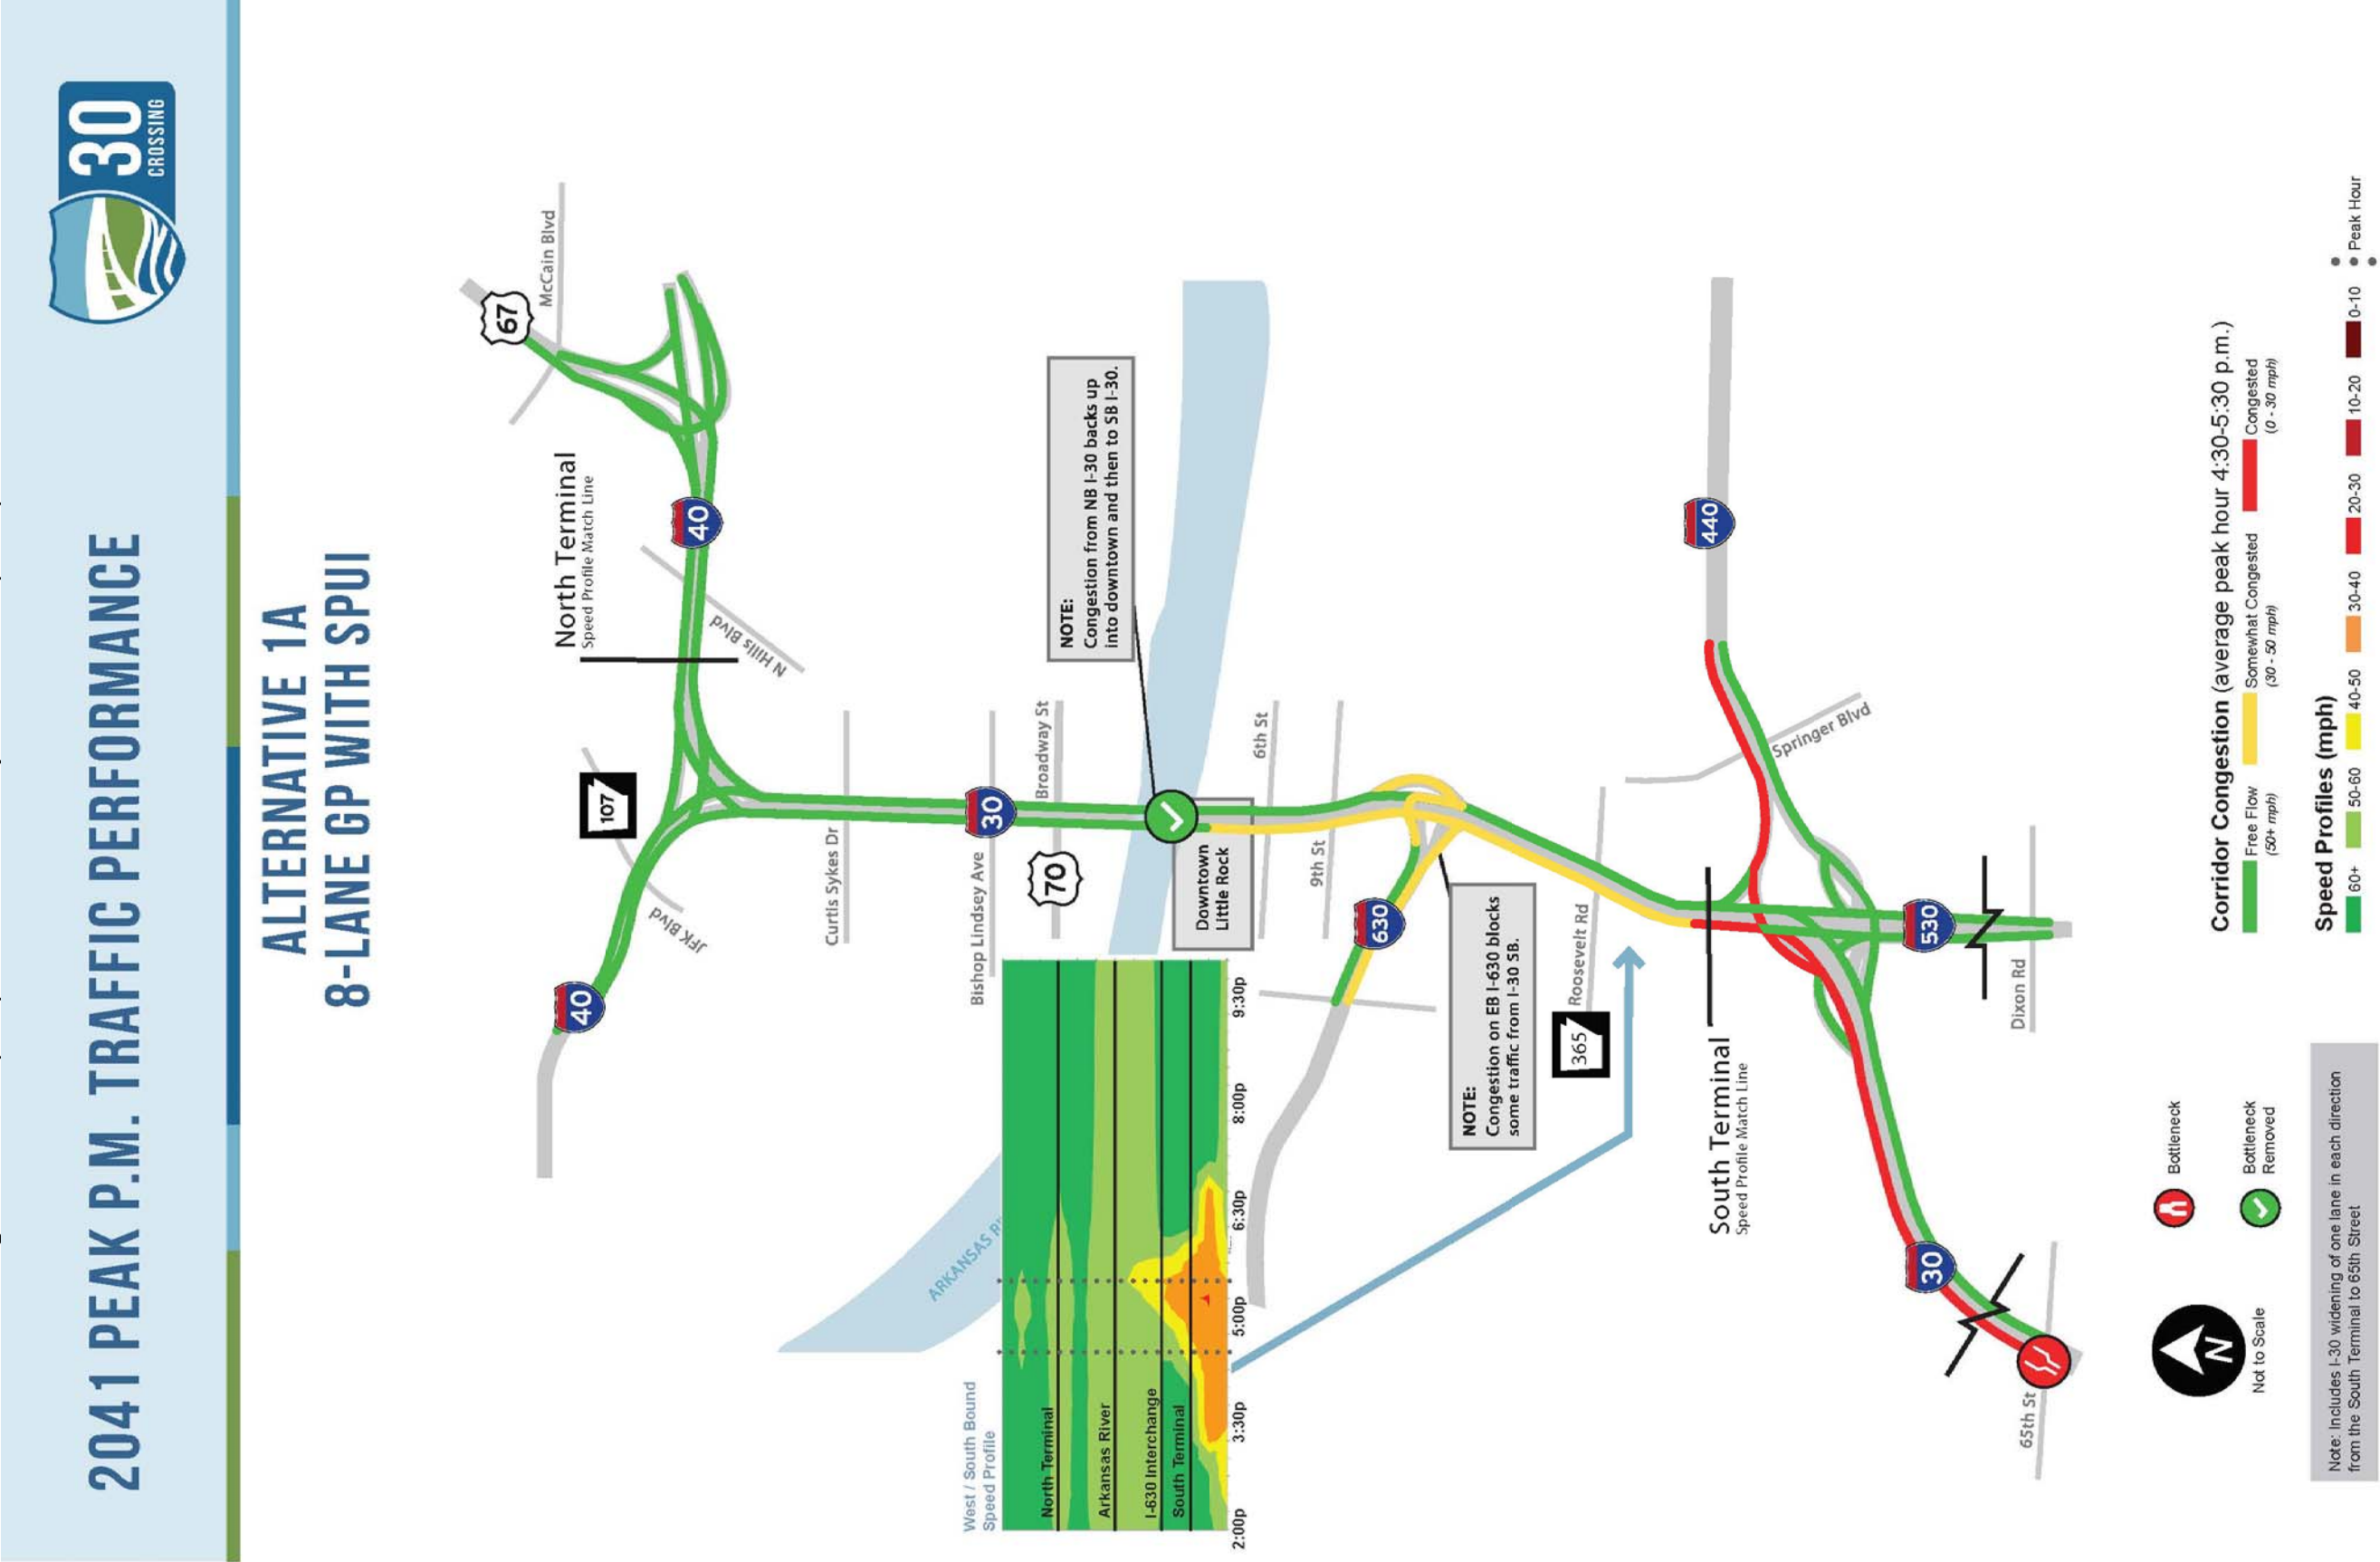 2041 PEAK P.M. TRAFFIC PERFORMANCE
30
CROSSING
ALTERNATIVE 1A
8-LANE GP WITH SPUI
67
McCain Blvd
North Terminal
Speed Profile Match Line
40
N Hills Blvd
107
JFK Blvd
40
Curtis Sykes Dr
Bishop Lindsey Ave
30
Broadway St
70
NOTE:
Congestion from NB I-30 backs up
into downtown and then to SB I-30.
Downtown
Little Rock
6th St
9th St
630
NOTE:
Congestion on EB I-630 blocks
some traffic from I-30 SB.
Roosevelt Rd
365
440
Springer Blvd
South Terminal
Speed Profile Match Line
530
Dixon Rd
30
65th St
West / South Bound
Speed Profile
North Terminal
Arkansas River
I-630 Interchange
South Terminal
2:00p 3:30p 5:00p 6:30p 8:00p 9:30p
N
Not to Scale
Bottleneck
Bottleneck
Removed
Corridor Congestion (average peak hour 4:30-5:30 p.m.)
Free Flow
(50+ mph)
Somewhat Congested
(30 - 50 mph)
Congested
(0 - 30 mph)
Speed Profiles (mph)
60+ 50-60 40-50 30-40 20-30 10-20 0-10 Peak Hour
Note: Includes I-30 widening of one lane in each direction
from the South Terminal to 65th Street
ARKANSAS